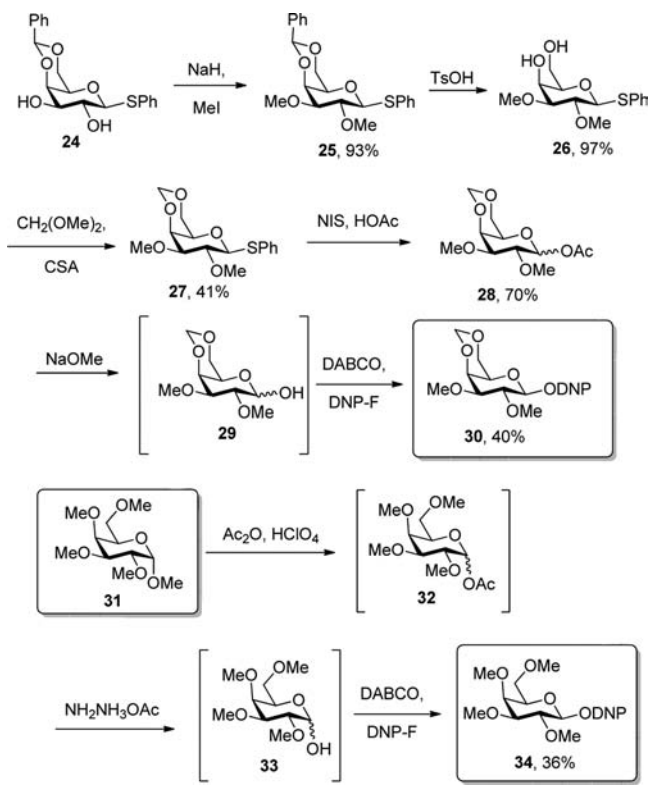 Ph
O
O
O
HO
SPh
OH
24
NaH,
MeI
Ph
O
O
O
MeO
SPh
OMe
25, 93%
TsOH
OH
OH
O
MeO
SPh
OMe
26, 97%
CH2(OMe)2,
CSA
O
O
O
MeO
SPh
OMe
27, 41%
NIS, HOAc
O
O
O
MeO
OAc
OMe
28, 70%
NaOMe
O
O
O
MeO
OH
OMe
29
DABCO,
DNP-F
O
O
O
MeO
ODNP
OMe
30, 40%
OMe
MeO
O
MeO
MeO
OMe
31
Ac2O, HClO4
OMe
MeO
O
MeO
MeO
OAc
32
NH2NH3OAc
OMe
MeO
O
MeO
MeO
OH
33
DABCO,
DNP-F
MeO
OMe
O
MeO
ODNP
OMe
34, 36%